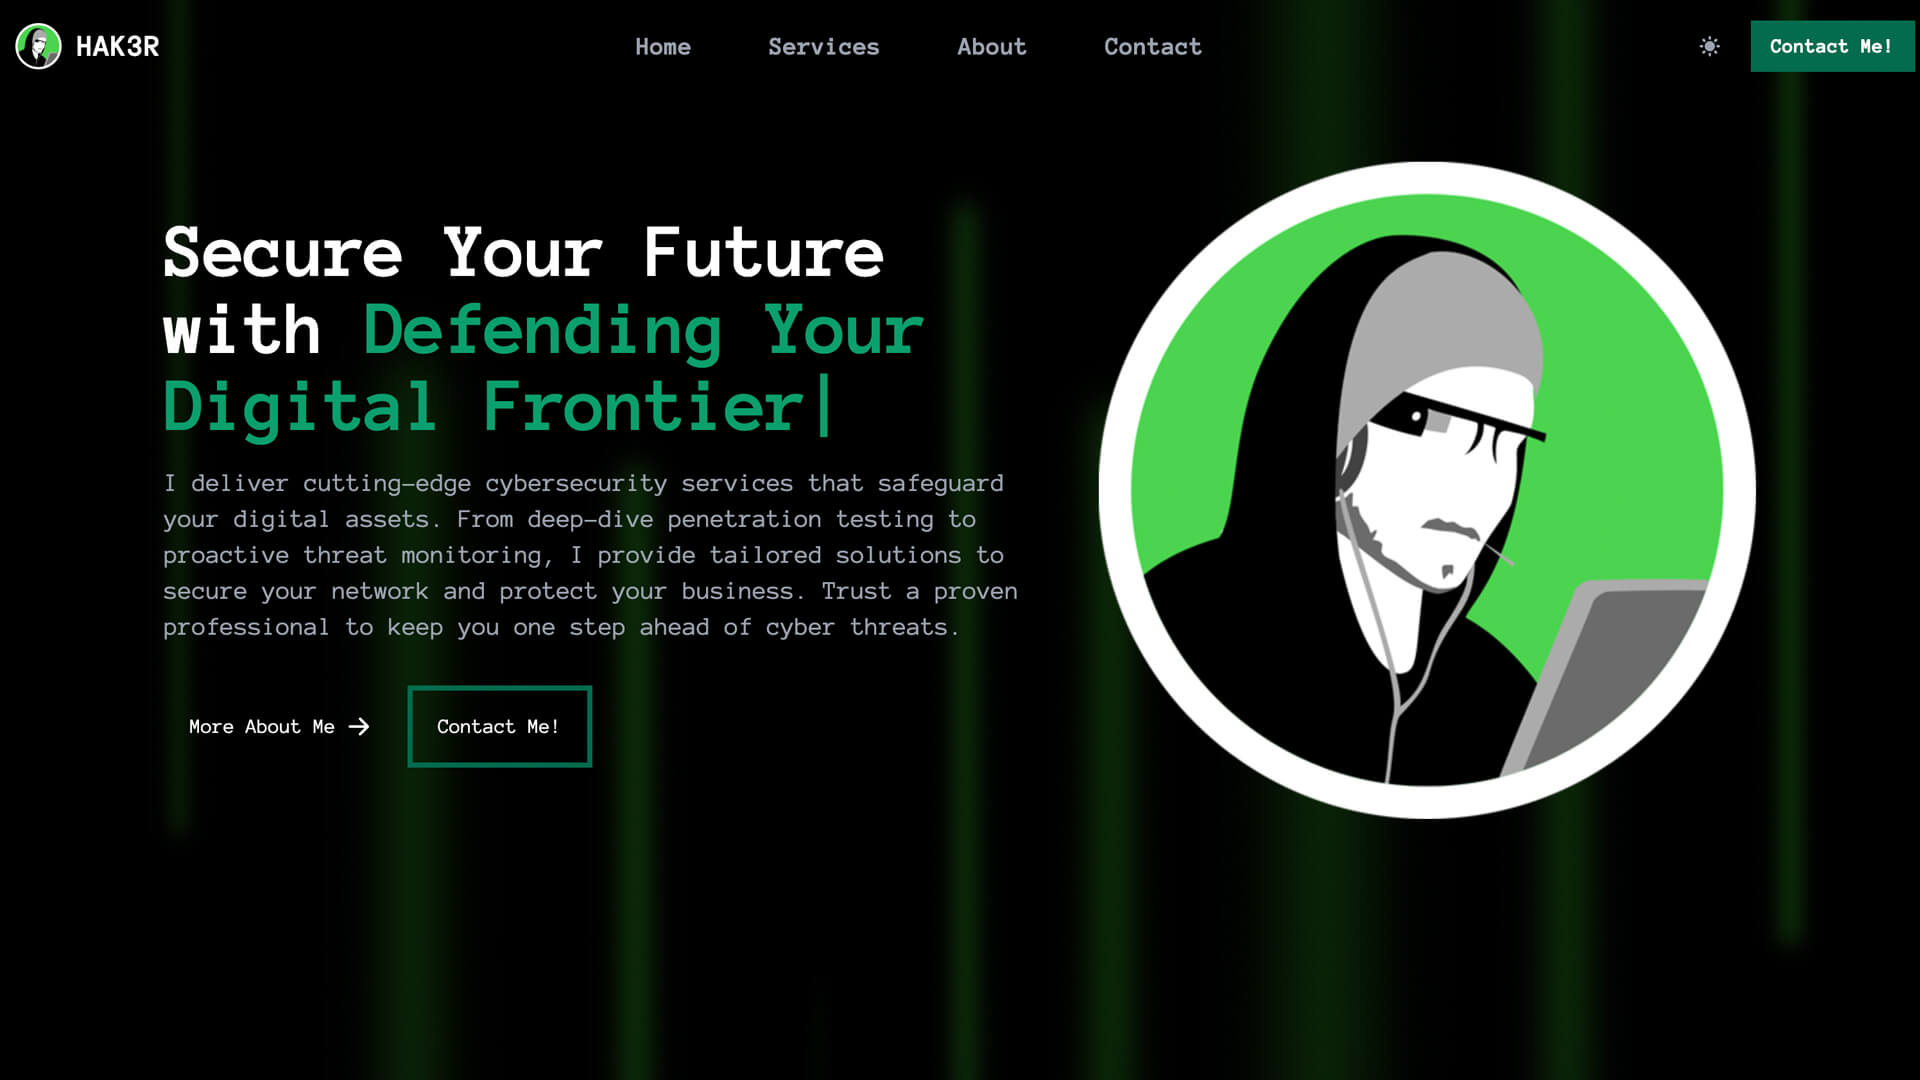 HAK3R
Home
Services
About
Contact
Contact Me!
Secure Your Future
with Defending Your
Digital Frontier|
I deliver cutting-edge cybersecurity services that safeguard
your digital assets. From deep-dive penetration testing to
proactive threat monitoring, I provide tailored solutions to
secure your network and protect your business. Trust a proven
professional to keep you one step ahead of cyber threats.
More About Me →
Contact Me!